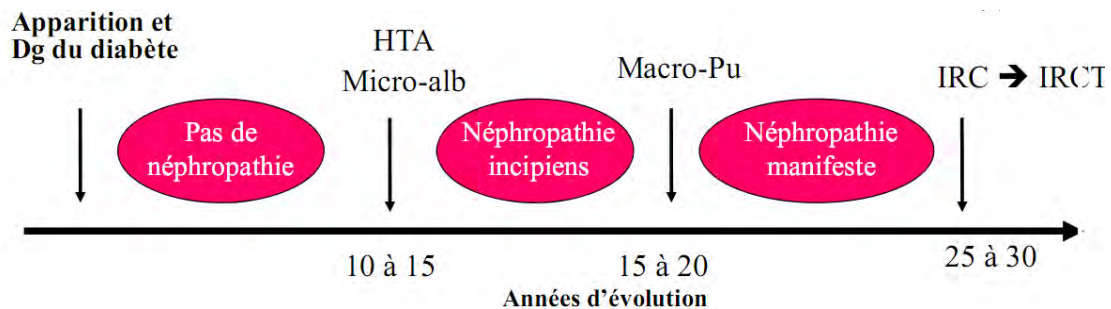 Apparition et
Dg du diabète
HTA
Micro-alb
Macro-Pu
IRC ➔ IRCT
Pas de
néphropathie
Néphropathie
incipiens
Néphropathie
manifeste
10 à 15
15 à 20
25 à 30
Années d'évolution